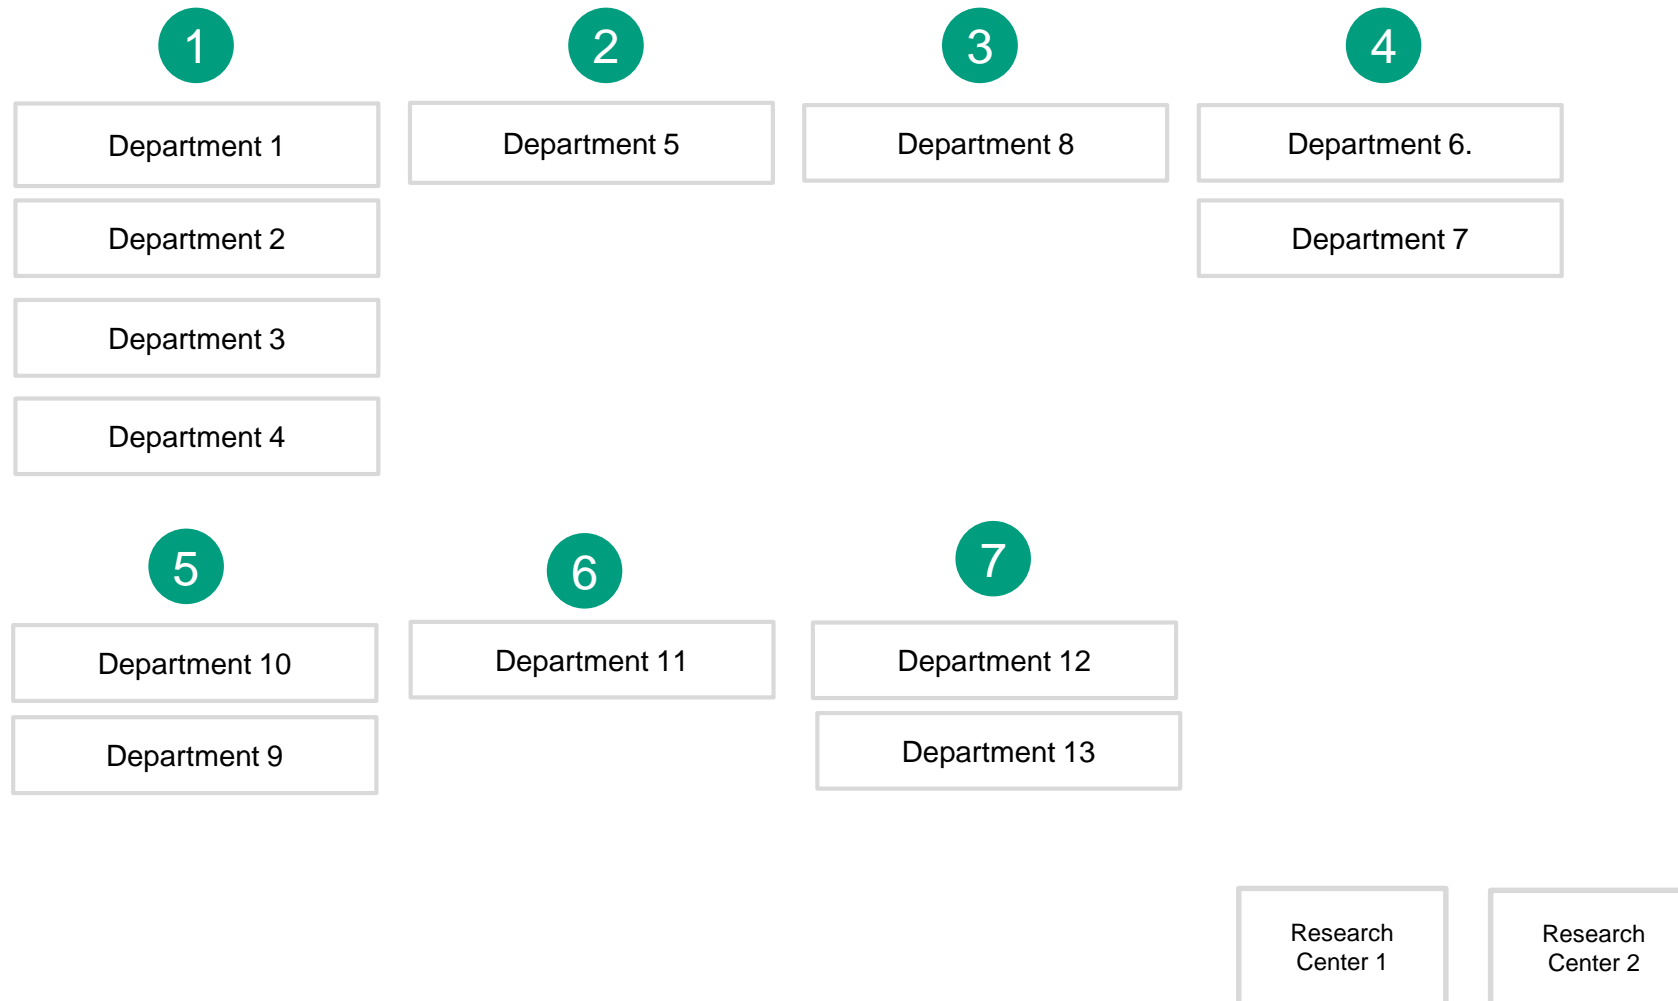 1
2
3
4
Department 1
Department 5
Department 8
Department 6.
Department 2
Department 7
Department 3
Department 4
5
6
7
Department 10
Department 11
Department 12
Department 9
Department 13
Research
Center 1
Research
Center 2